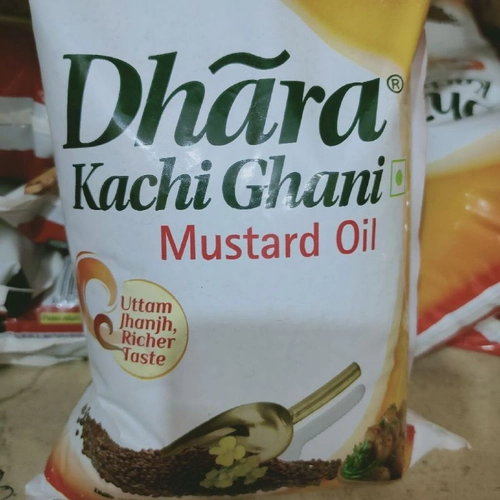 Dhāra®
Kachi Ghani
Mustard Oil
Uttam
Jhanjh,
Richer
Taste